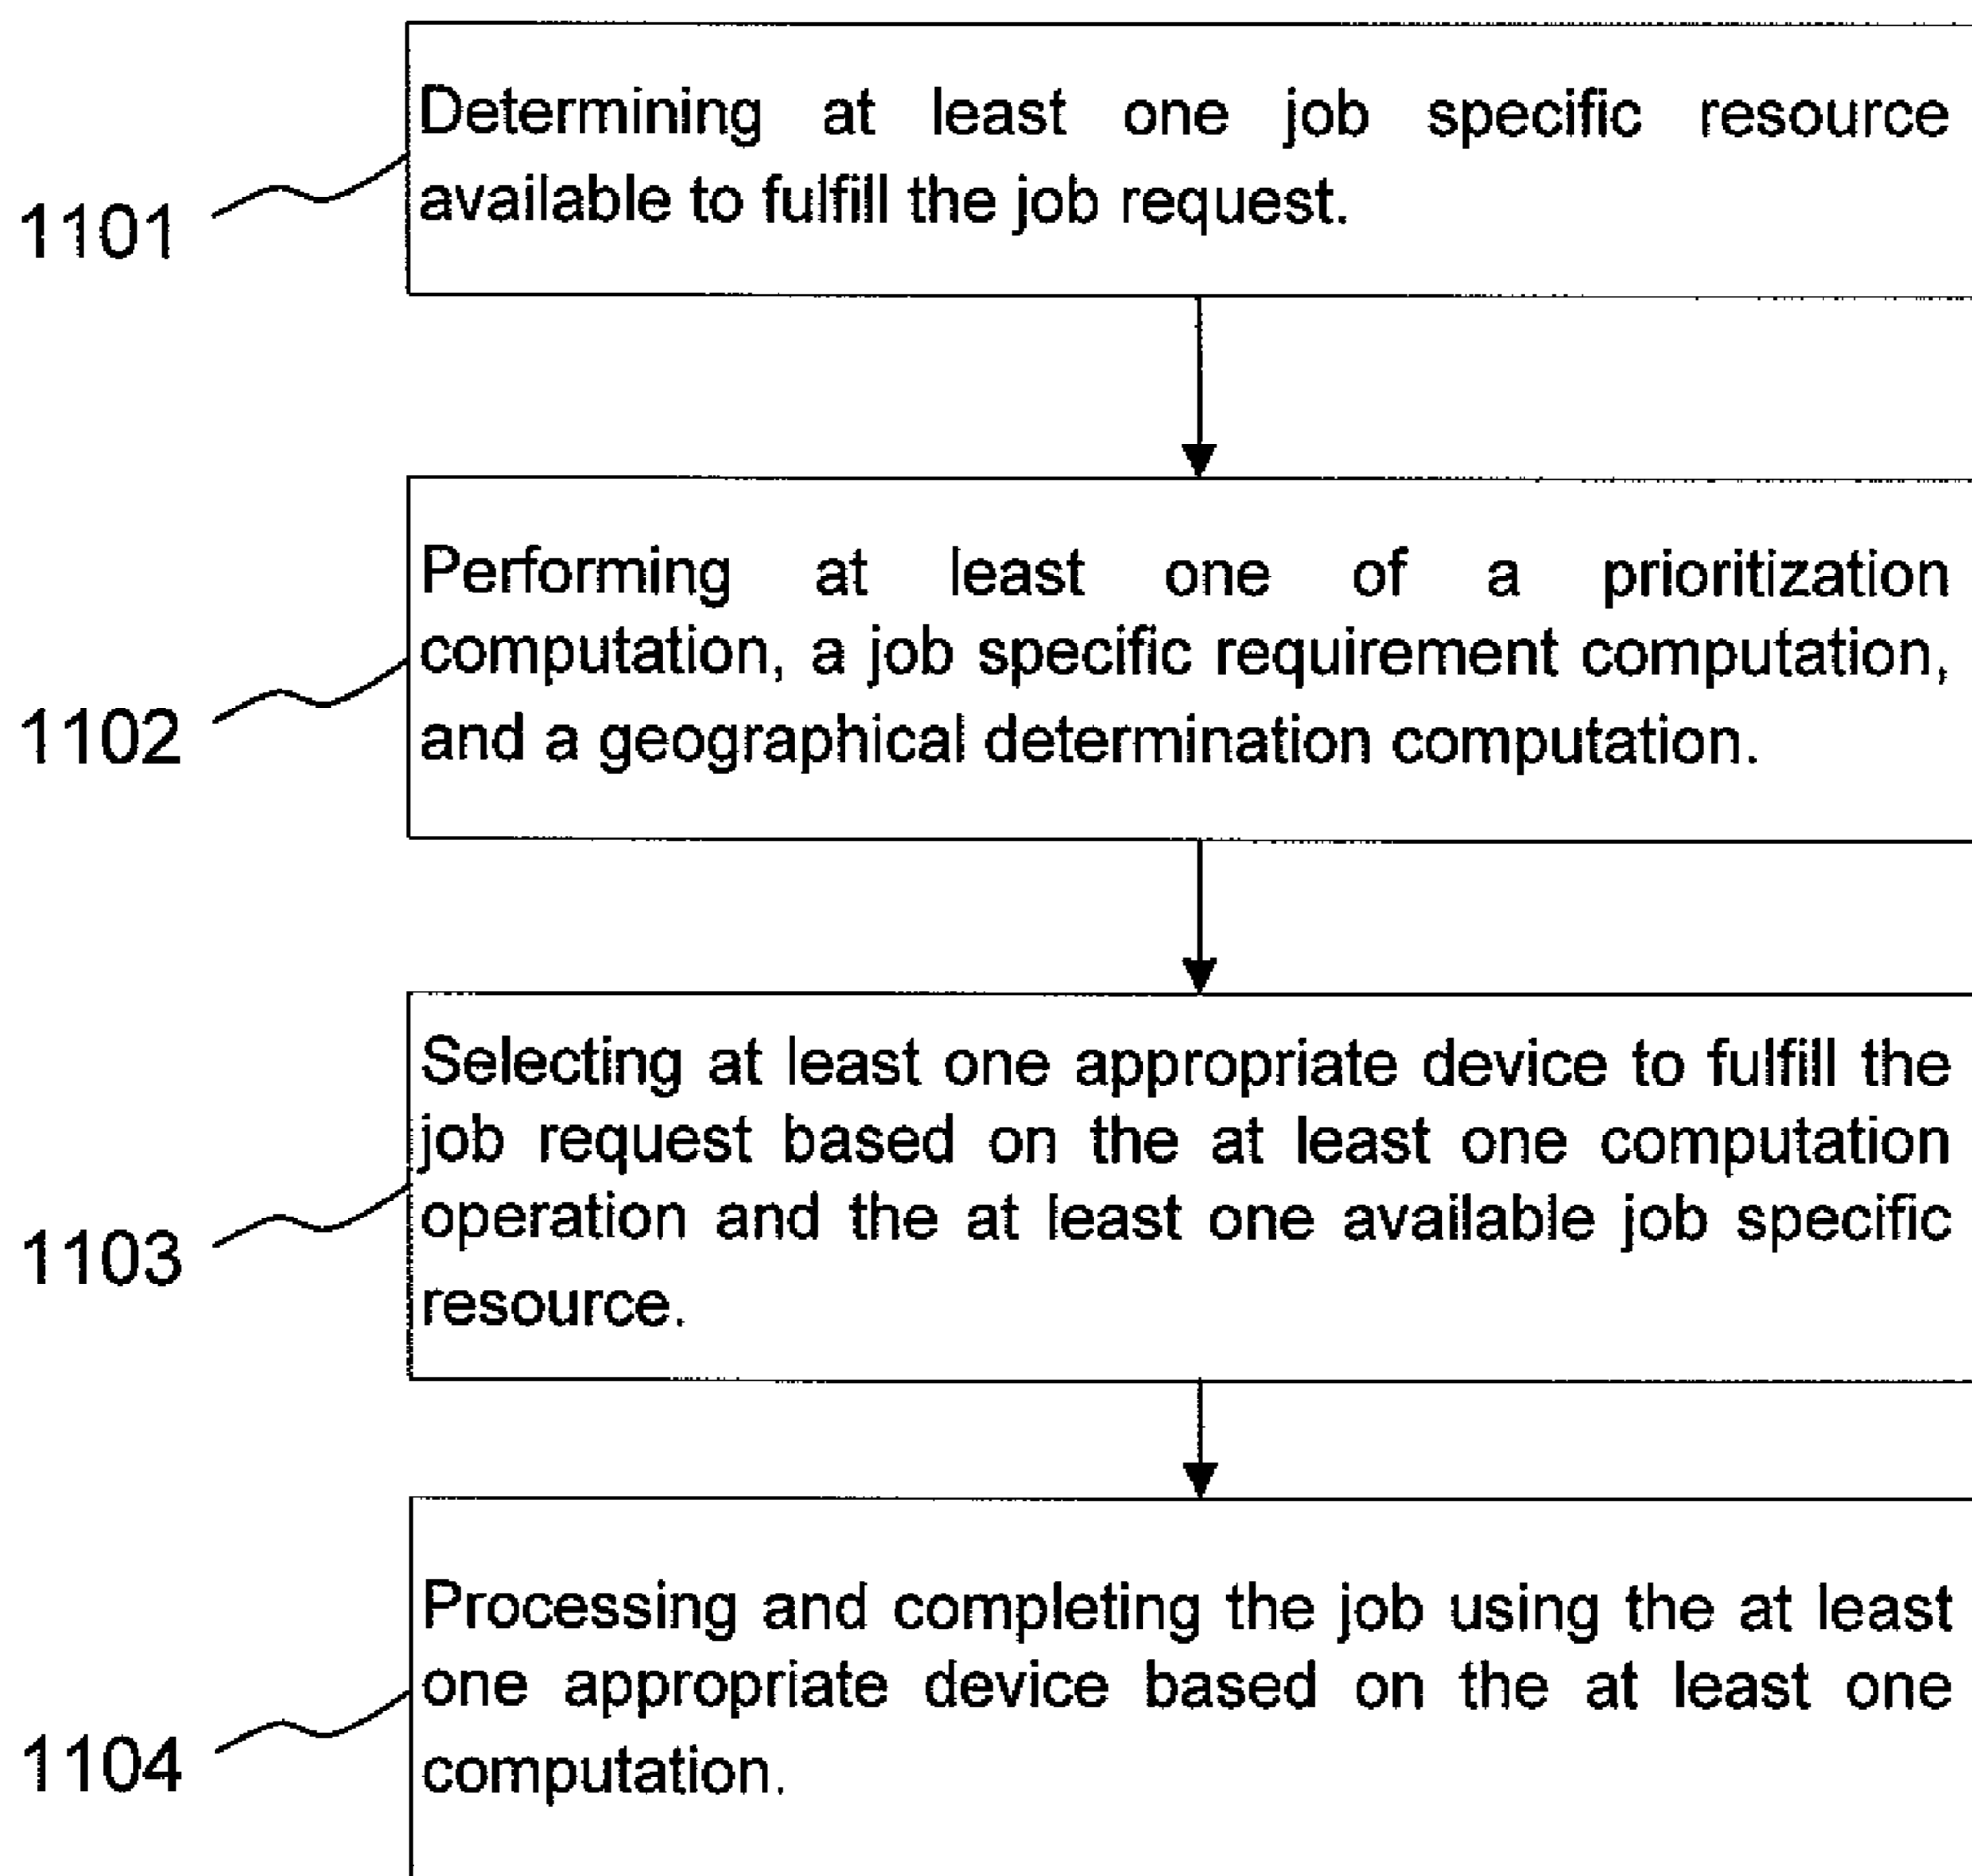 Determining at least one job specific resource
available to fulfill the job request.
1101
Performing at least one of a prioritization
computation, a job specific requirement computation,
and a geographical determination computation.
1102
Selecting at least one appropriate device to fulfill the
job request based on the at least one computation
operation and the at least one available job specific
resource.
1103
Processing and completing the job using the at least
one appropriate device based on the at least one
computation.
1104